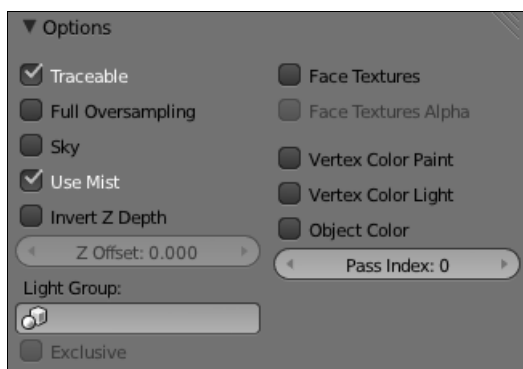 Options
Traceable
Full Oversampling
Sky
Use Mist
Invert Z Depth
Z Offset: 0.000
Light Group:
Exclusive
Face Textures
Face Textures Alpha
Vertex Color Paint
Vertex Color Light
Object Color
Pass Index: 0